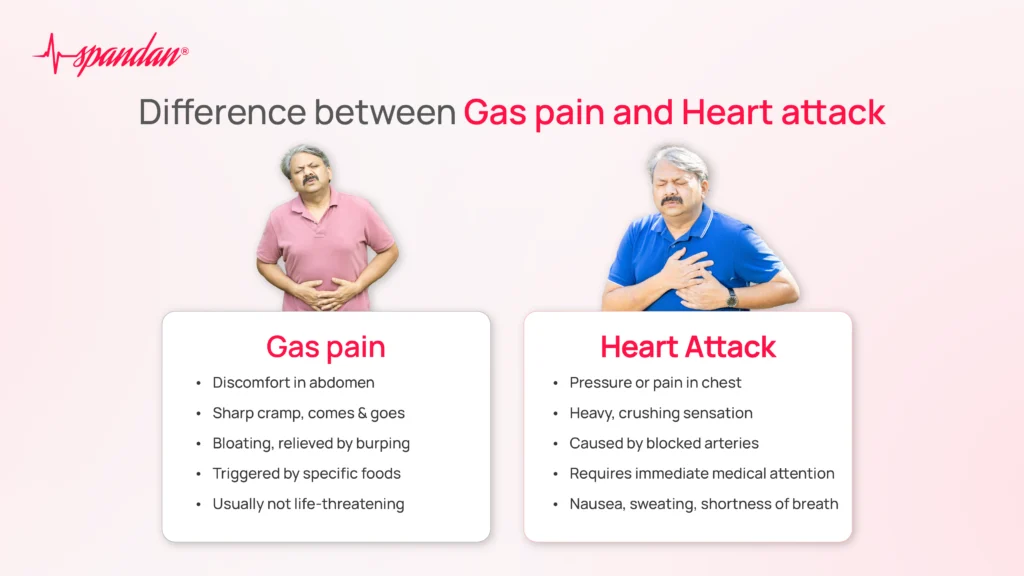 spandan®
Difference between Gas pain and Heart attack
Gas pain
• Discomfort in abdomen
• Sharp cramp, comes & goes
• Bloating, relieved by burping
• Triggered by specific foods
• Usually not life-threatening
Heart Attack
• Pressure or pain in chest
• Heavy, crushing sensation
• Caused by blocked arteries
• Requires immediate medical attention
• Nausea, sweating, shortness of breath